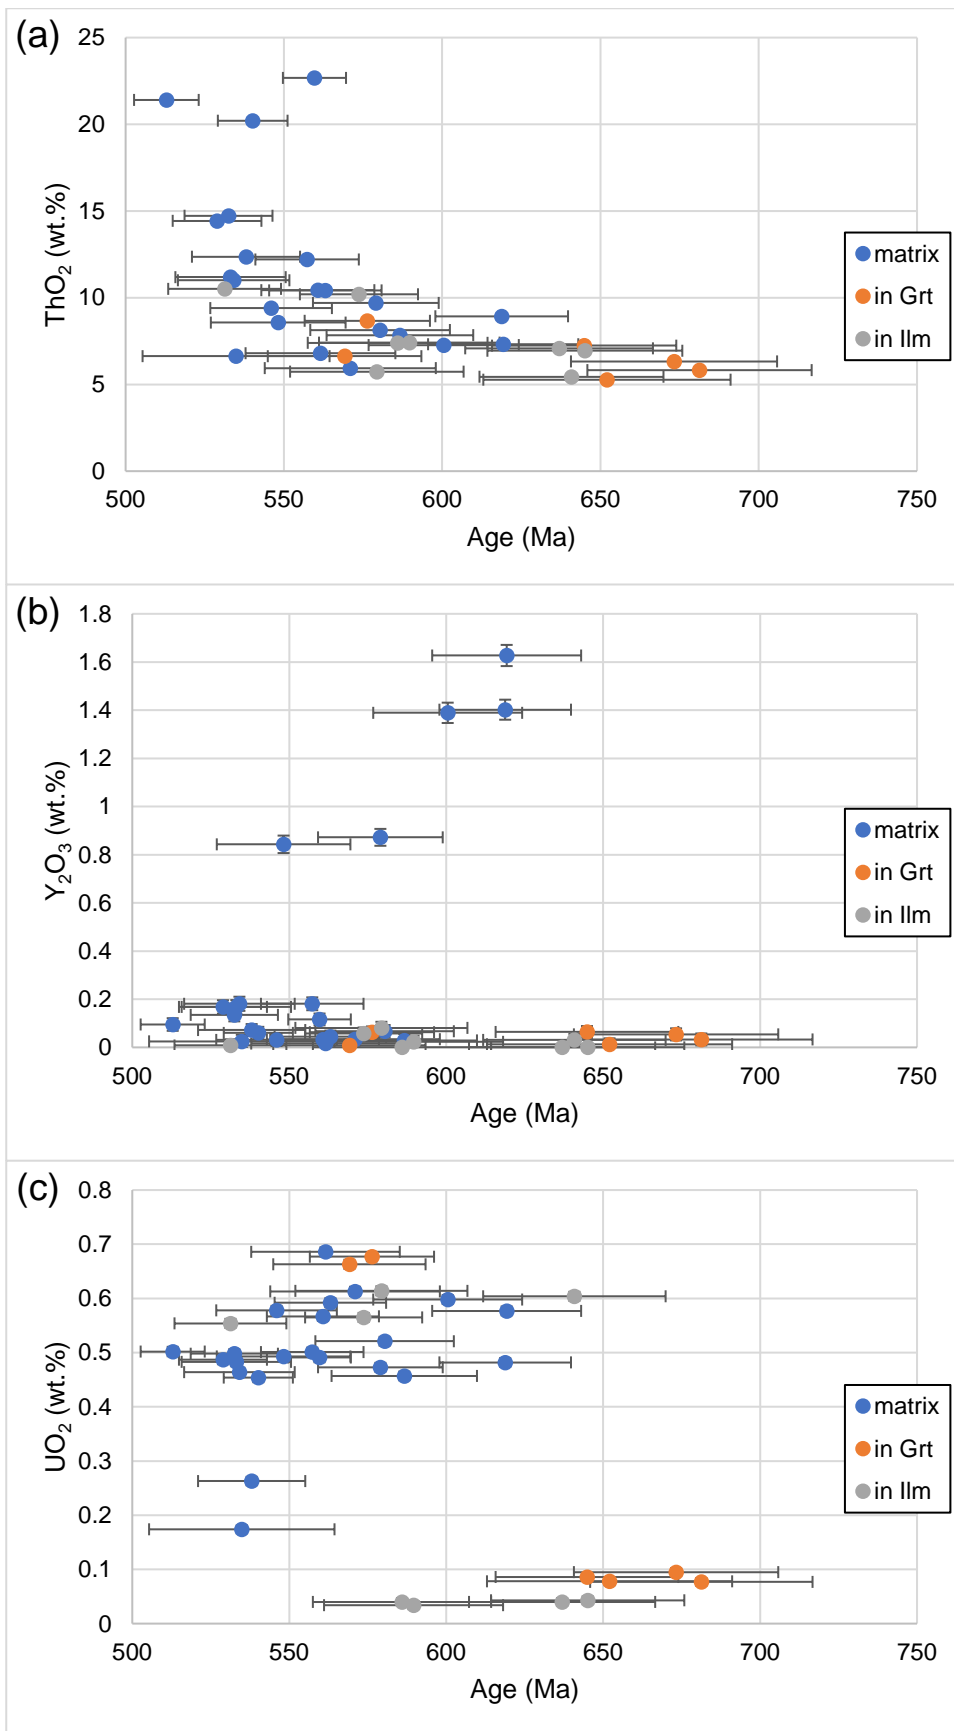 (a)
25
20
15
10
5
0
ThO₂ (wt.%)
500 550 600 650 700 750
Age (Ma)
matrix
in Grt
in Ilm
(b)
1.8
1.6
1.4
1.2
1
0.8
0.6
0.4
0.2
0
Y₂O₃ (wt.%)
500 550 600 650 700 750
Age (Ma)
matrix
in Grt
in Ilm
(c)
0.8
0.7
0.6
0.5
0.4
0.3
0.2
0.1
0
UO₂ (wt.%)
500 550 600 650 700 750
Age (Ma)
matrix
in Grt
in Ilm